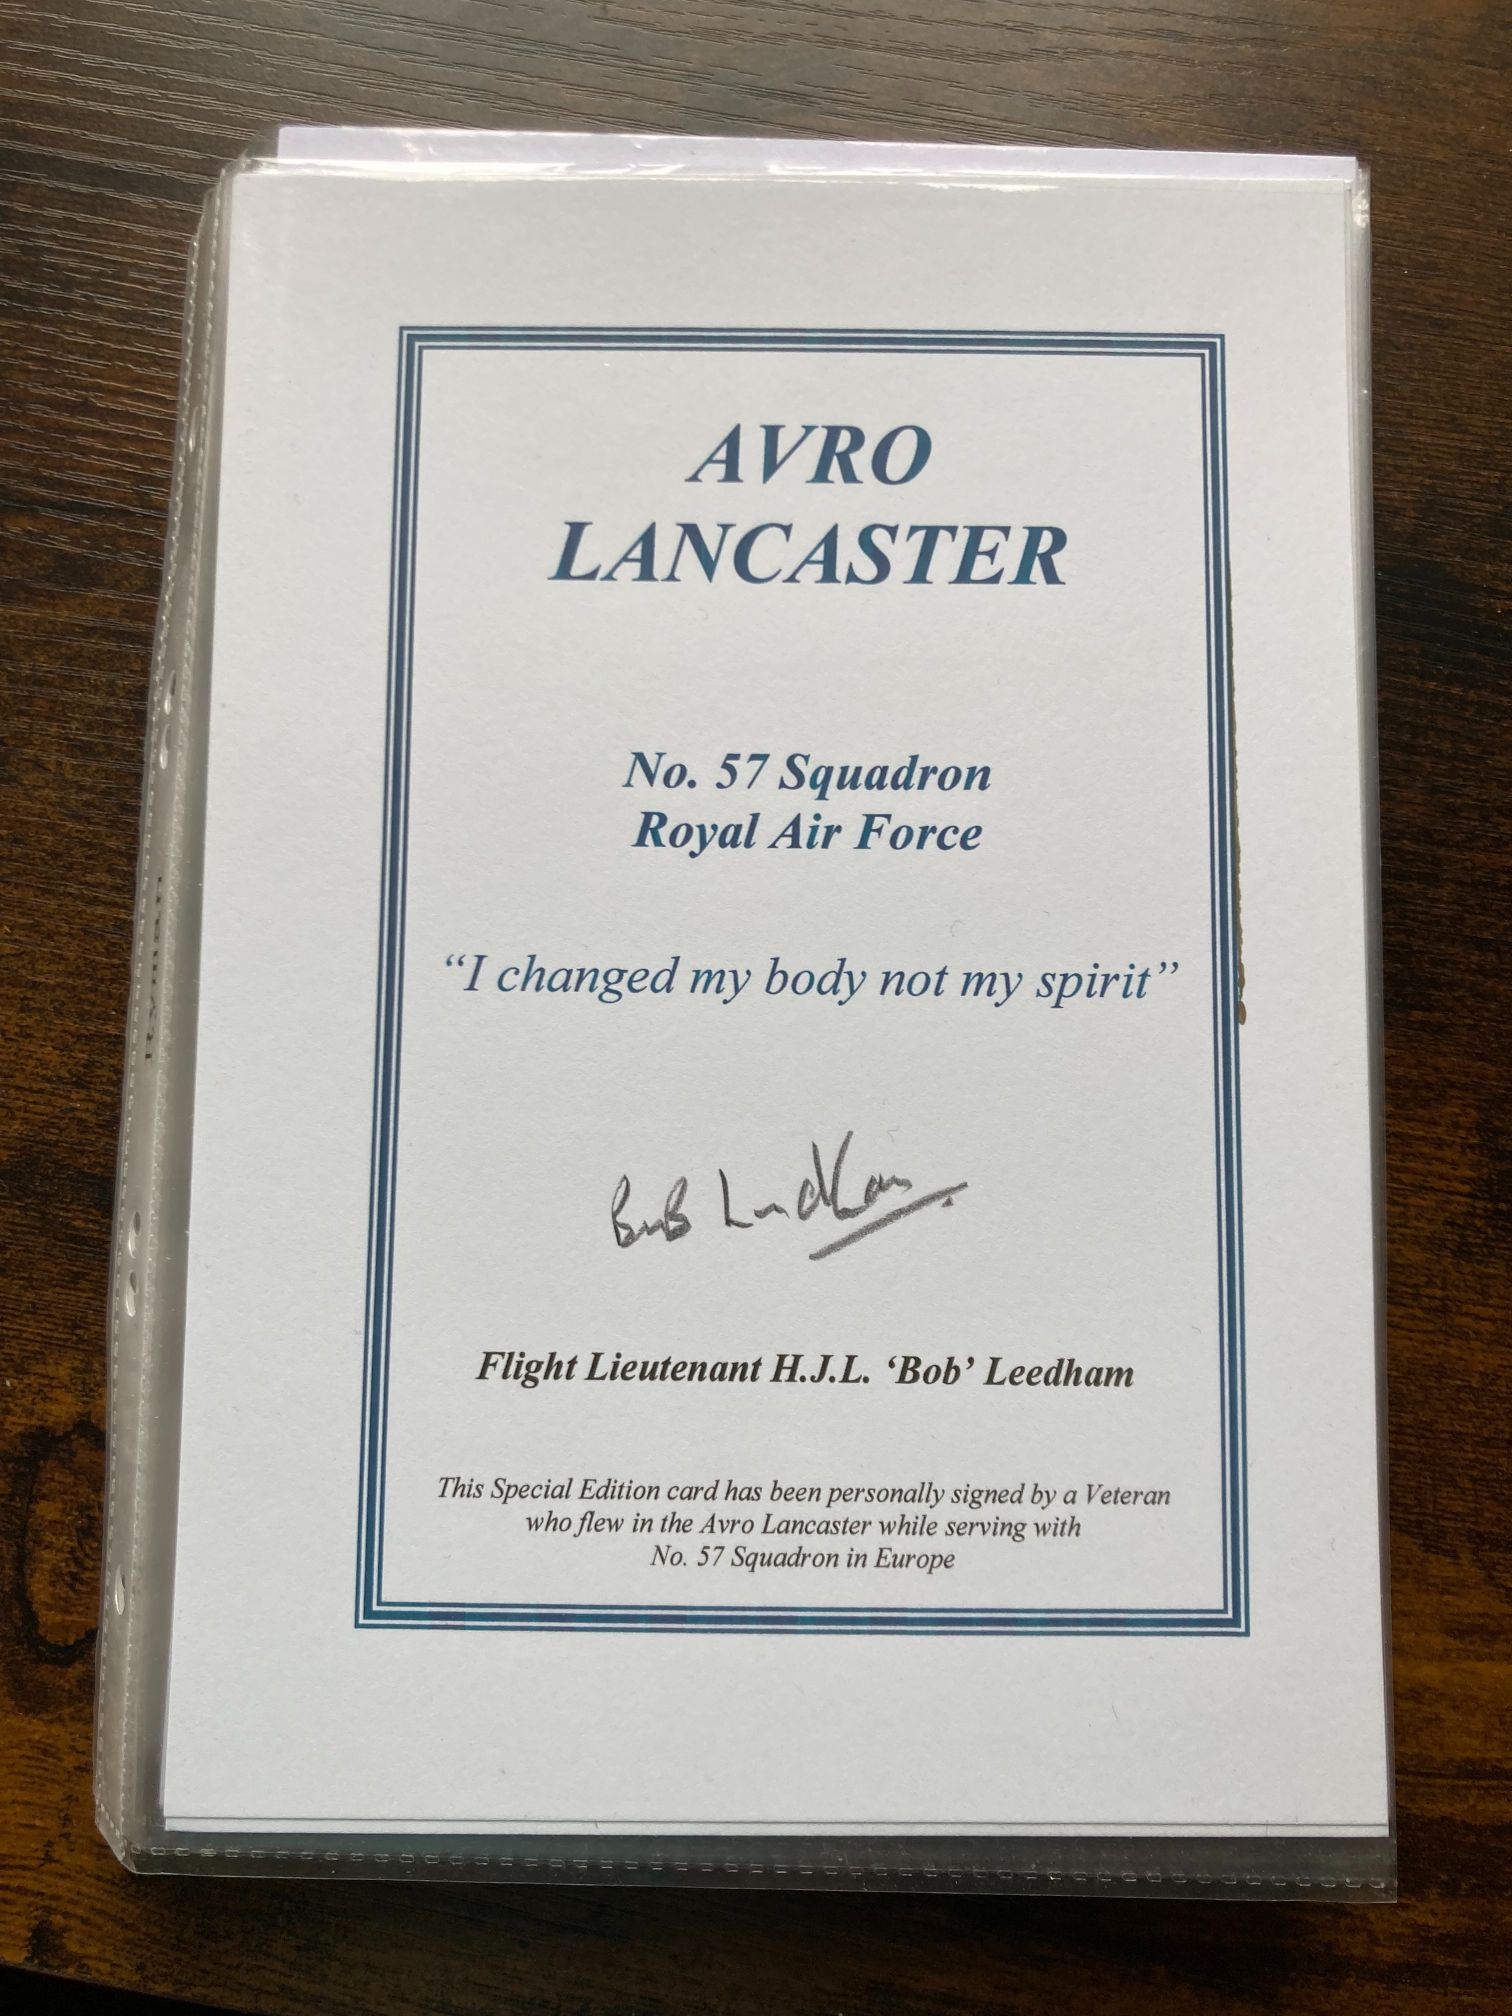 AVRO
LANCASTER
No. 57 Squadron
Royal Air Force
“I changed my body not my spirit”
Bob Leedham
Flight Lieutenant H.J.L. ‘Bob’ Leedham
This Special Edition card has been personally signed by a Veteran
who flew in the Avro Lancaster while serving with
No. 57 Squadron in Europe